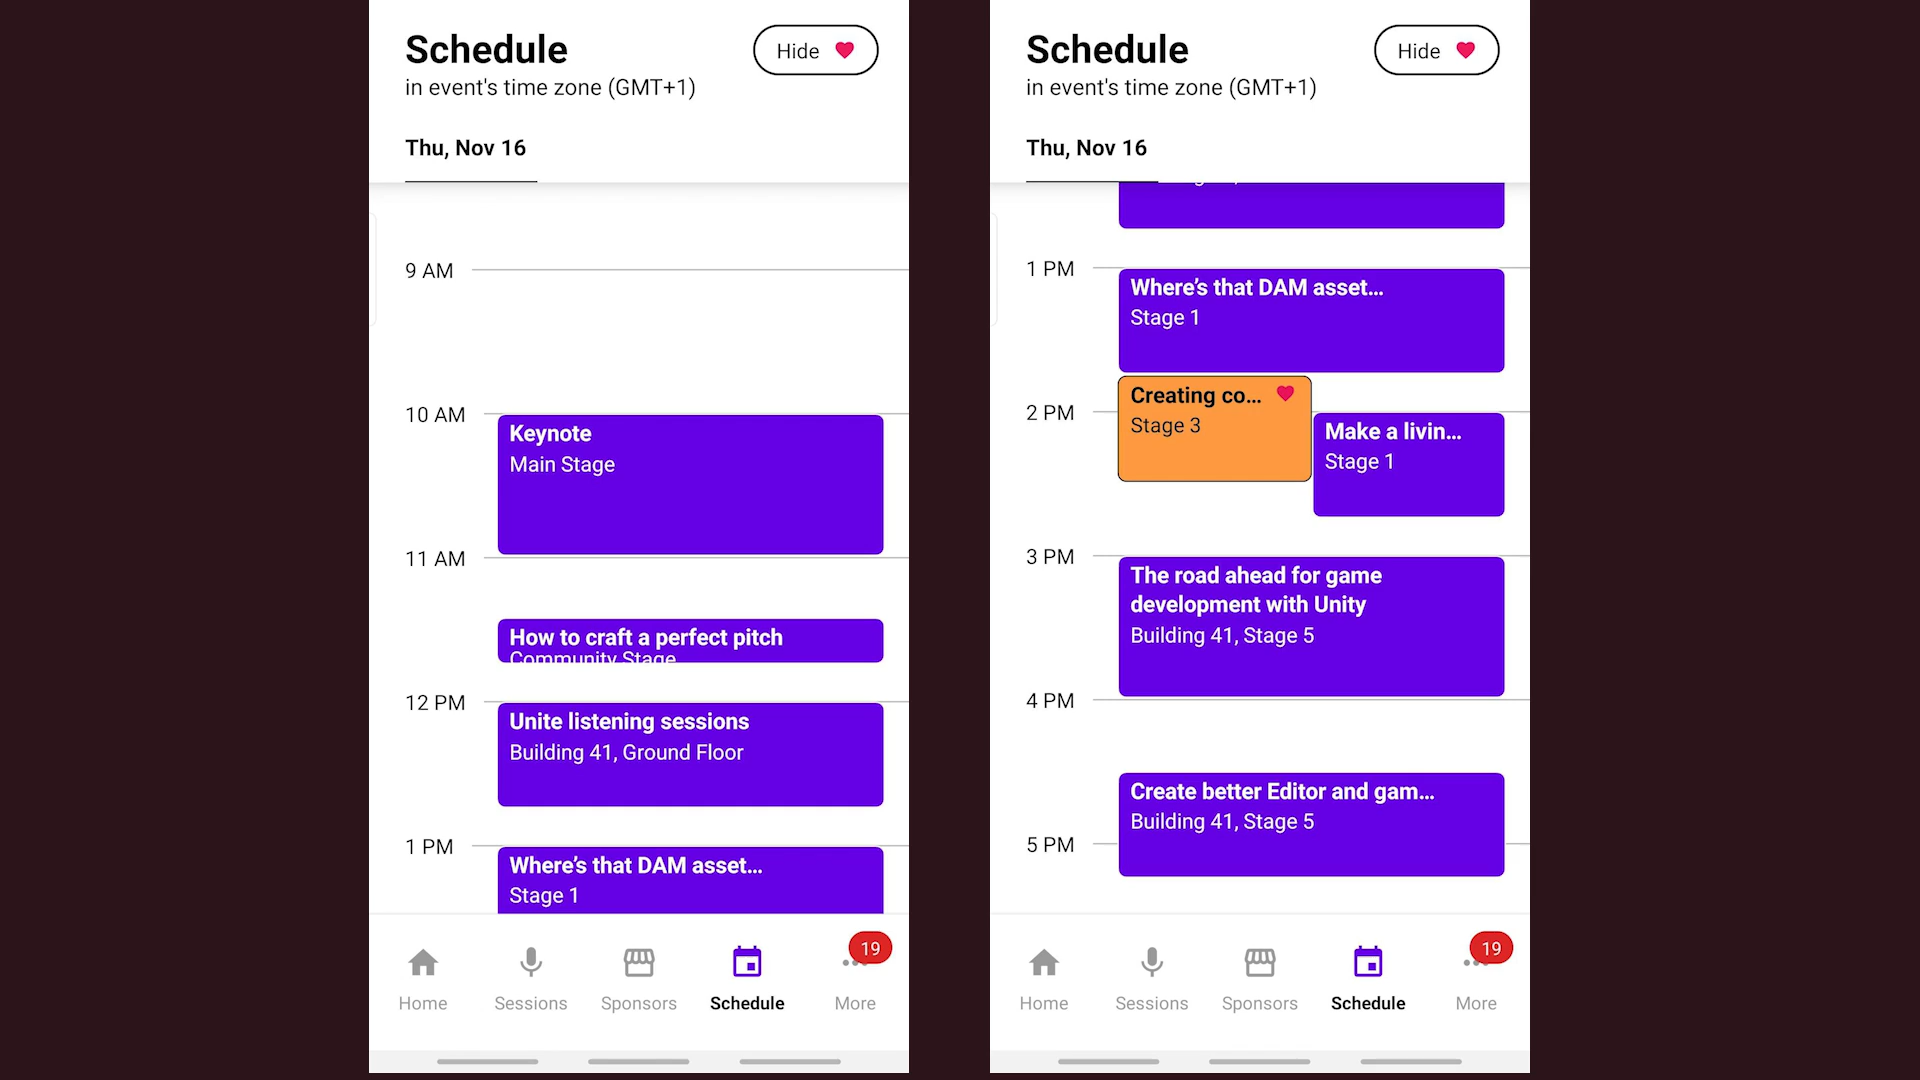 Schedule
Hide
in event's time zone (GMT+1)
Thu, Nov 16
9 AM
10 AM
Keynote
Main Stage
11 AM
How to craft a perfect pitch
Community Stage
12 PM
Unite listening sessions
Building 41, Ground Floor
1 PM
Where's that DAM asset...
Stage 1
19
Home
Sessions
Sponsors
Schedule
More
Schedule
Hide
in event's time zone (GMT+1)
Thu, Nov 16
1 PM
Where's that DAM asset...
Stage 1
Creating co...
Stage 3
2 PM
Make a livin...
Stage 1
3 PM
The road ahead for game
development with Unity
Building 41, Stage 5
4 PM
Create better Editor and gam...
Building 41, Stage 5
5 PM
19
Home
Sessions
Sponsors
Schedule
More